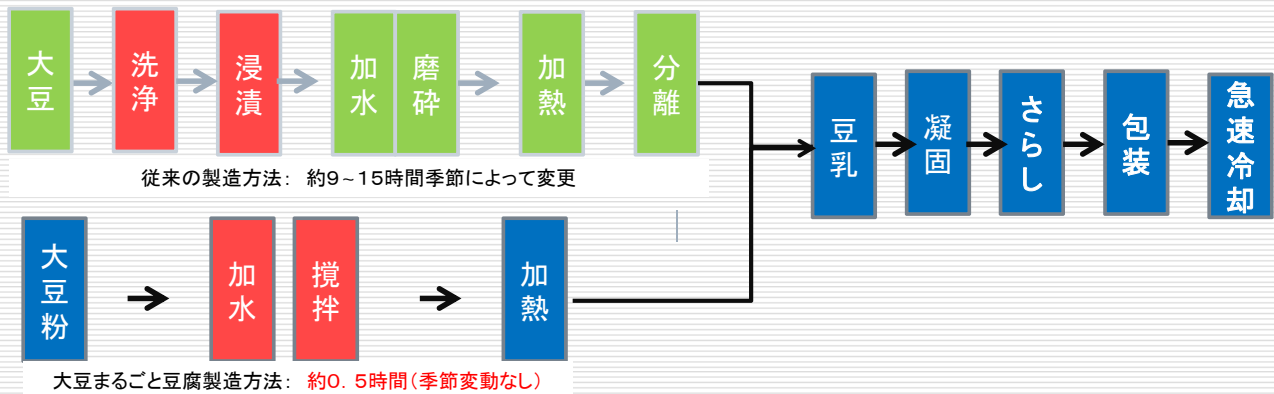 大豆
洗浄
浸漬
加水
磨砕
加熱
分離
従来の製造方法： 約9~15時間季節によって変更
大豆粉
加水
撹拌
加熱
大豆まるごと豆腐製造方法： 約0．5時間（季節変動なし）
豆乳
凝固
さらし
包装
急速冷却